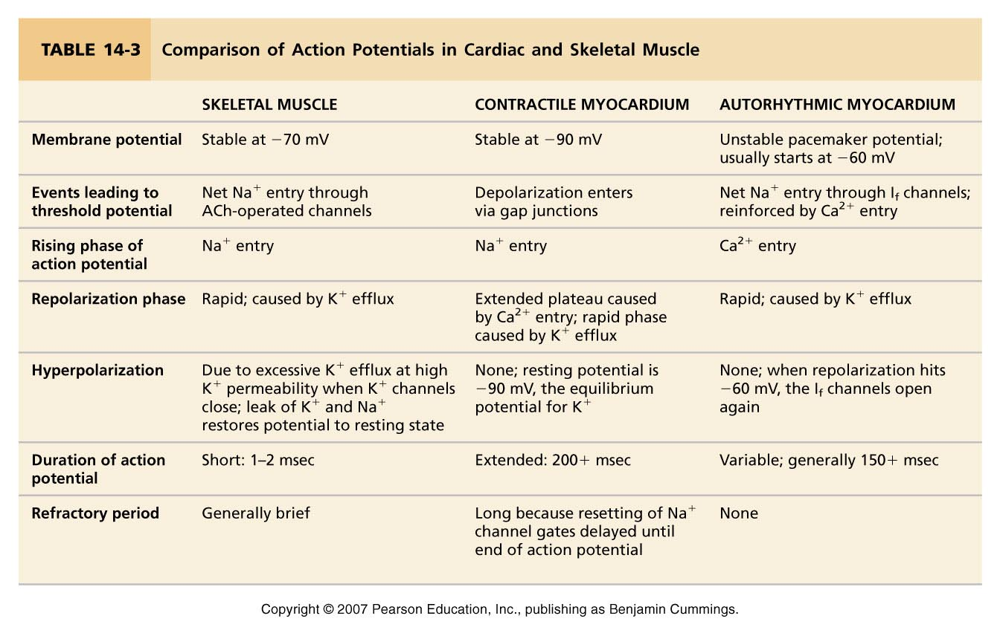 TABLE 14-3 Comparison of Action Potentials in Cardiac and Skeletal Muscle
SKELETAL MUSCLE CONTRACTILE MYOCARDIUM AUTORHYTHMIC MYOCARDIUM
Membrane potential Stable at −70 mV Stable at −90 mV Unstable pacemaker potential;
usually starts at −60 mV
Events leading to Net Na⁺ entry through Depolarization enters Net Na⁺ entry through If channels;
threshold potential ACh-operated channels via gap junctions reinforced by Ca²⁺ entry
Rising phase of Na⁺ entry Na⁺ entry Ca²⁺ entry
action potential
Repolarization phase Rapid; caused by K⁺ efflux Extended plateau caused Rapid; caused by K⁺ efflux
by Ca²⁺ entry; rapid phase
caused by K⁺ efflux
Hyperpolarization Due to excessive K⁺ efflux at high None; resting potential is None; when repolarization hits
K⁺ permeability when K⁺ channels −90 mV, the equilibrium −60 mV, the If channels open
close; leak of K⁺ and Na⁺ potential for K⁺ again
restores potential to resting state
Duration of action Short: 1–2 msec Extended: 200+ msec Variable; generally 150+ msec
potential
Refractory period Generally brief Long because resetting of Na⁺ None
channel gates delayed until
end of action potential
Copyright © 2007 Pearson Education, Inc., publishing as Benjamin Cummings.